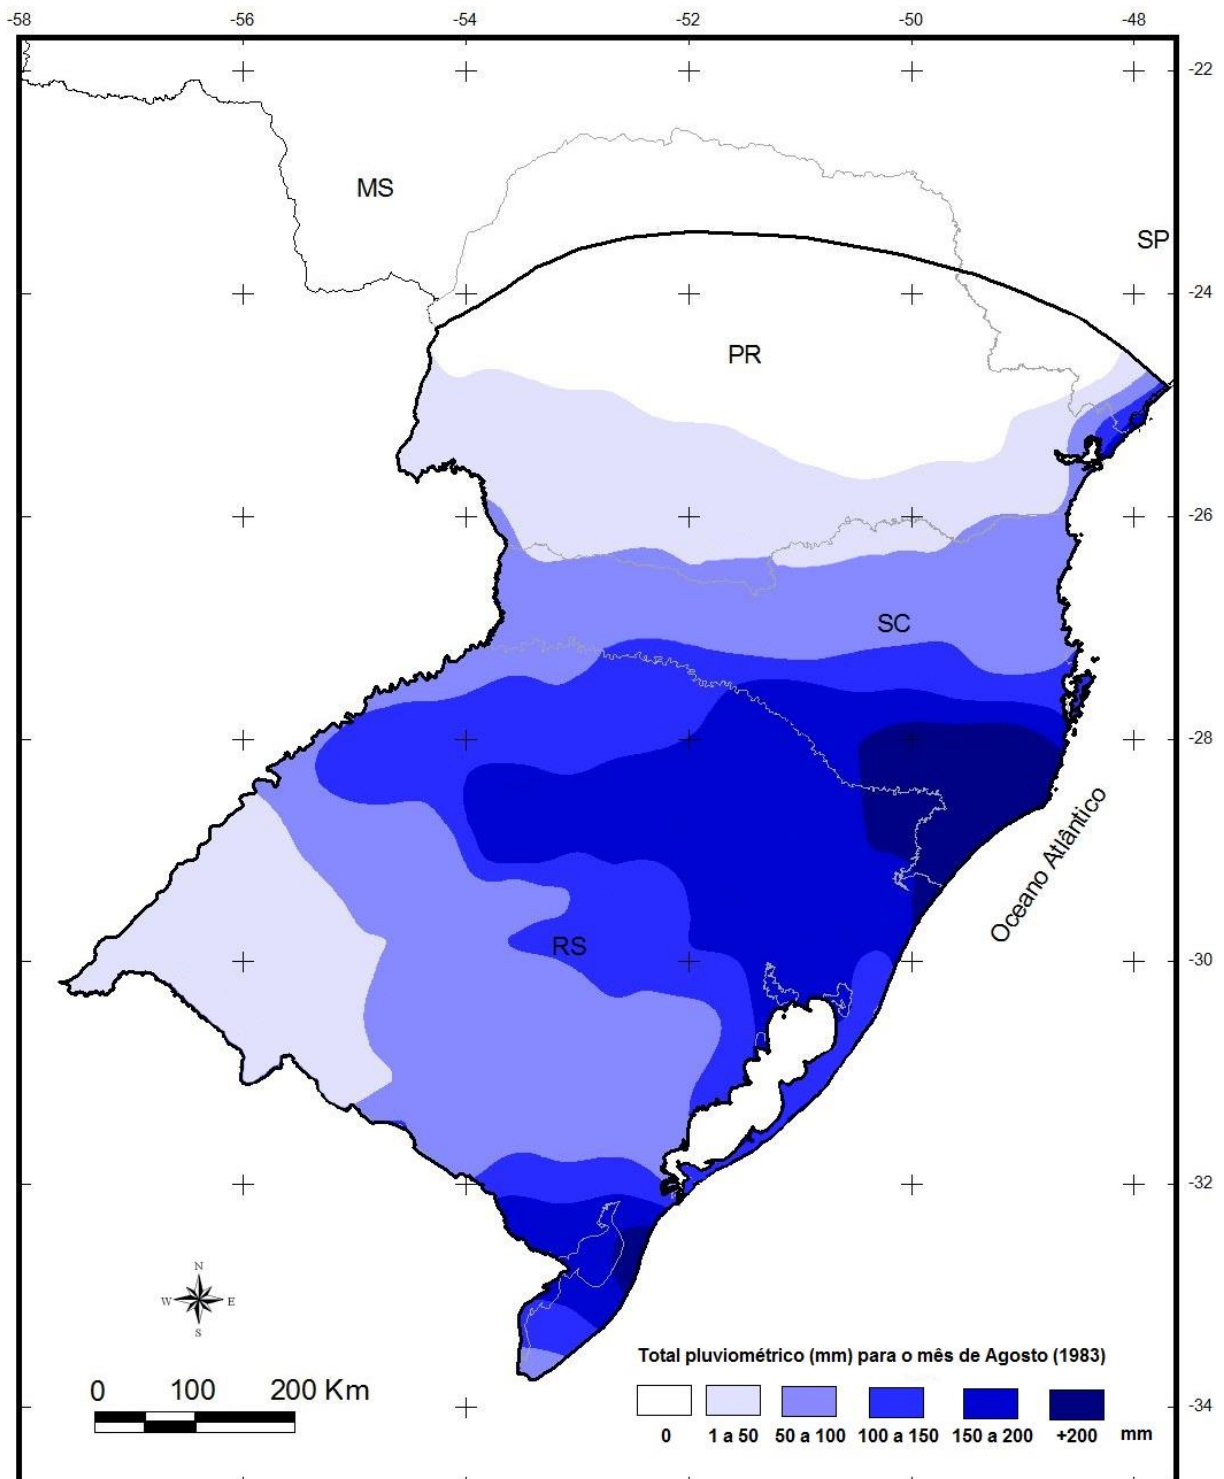 -58 -56 -54 -52 -50 -48
-22
MS
SP
-24
PR
-26
SC
-28
Oceano Atlântico
RS
-30
-32
N
W E
S
Total pluviométrico (mm) para o mês de Agosto (1983)
0 100 200 Km
-34
0 1 a 50 50 a 100 100 a 150 150 a 200 +200 mm